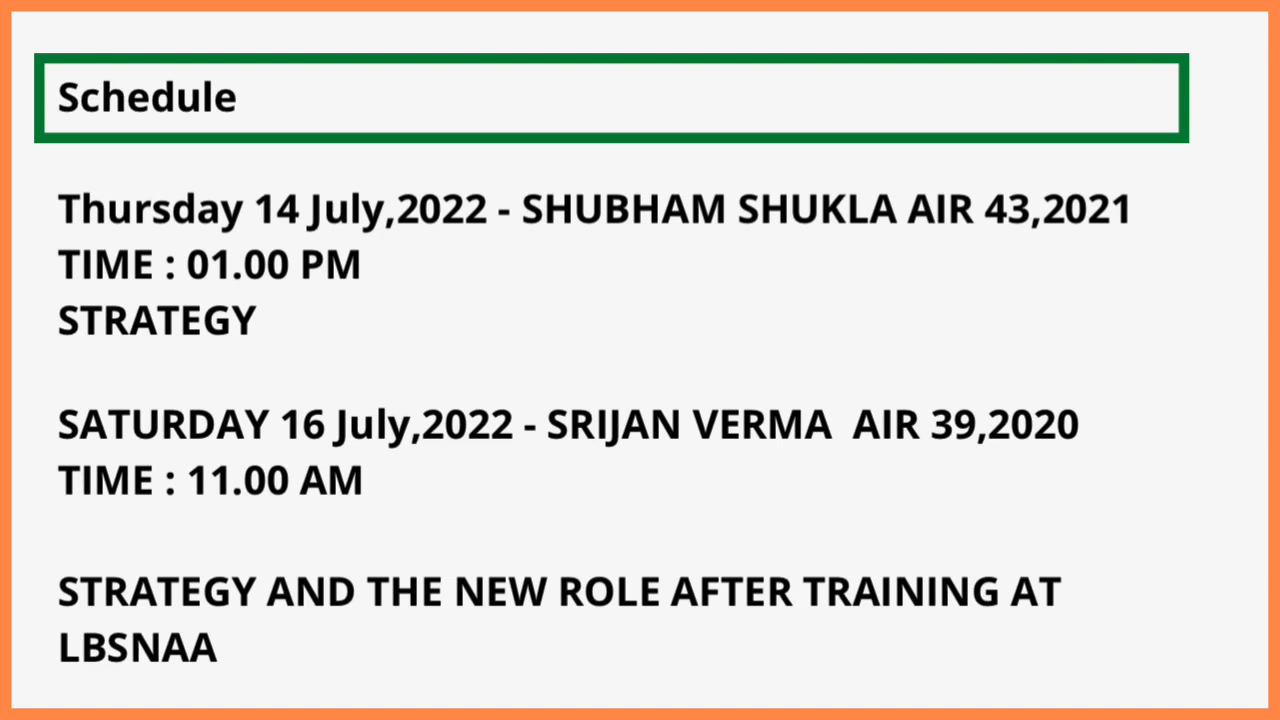 Schedule
Thursday 14 July,2022 - SHUBHAM SHUKLA AIR 43,2021
TIME : 01.00 PM
STRATEGY
SATURDAY 16 July,2022 - SRIJAN VERMA  AIR 39,2020
TIME : 11.00 AM
STRATEGY AND THE NEW ROLE AFTER TRAINING AT
LBSNAA